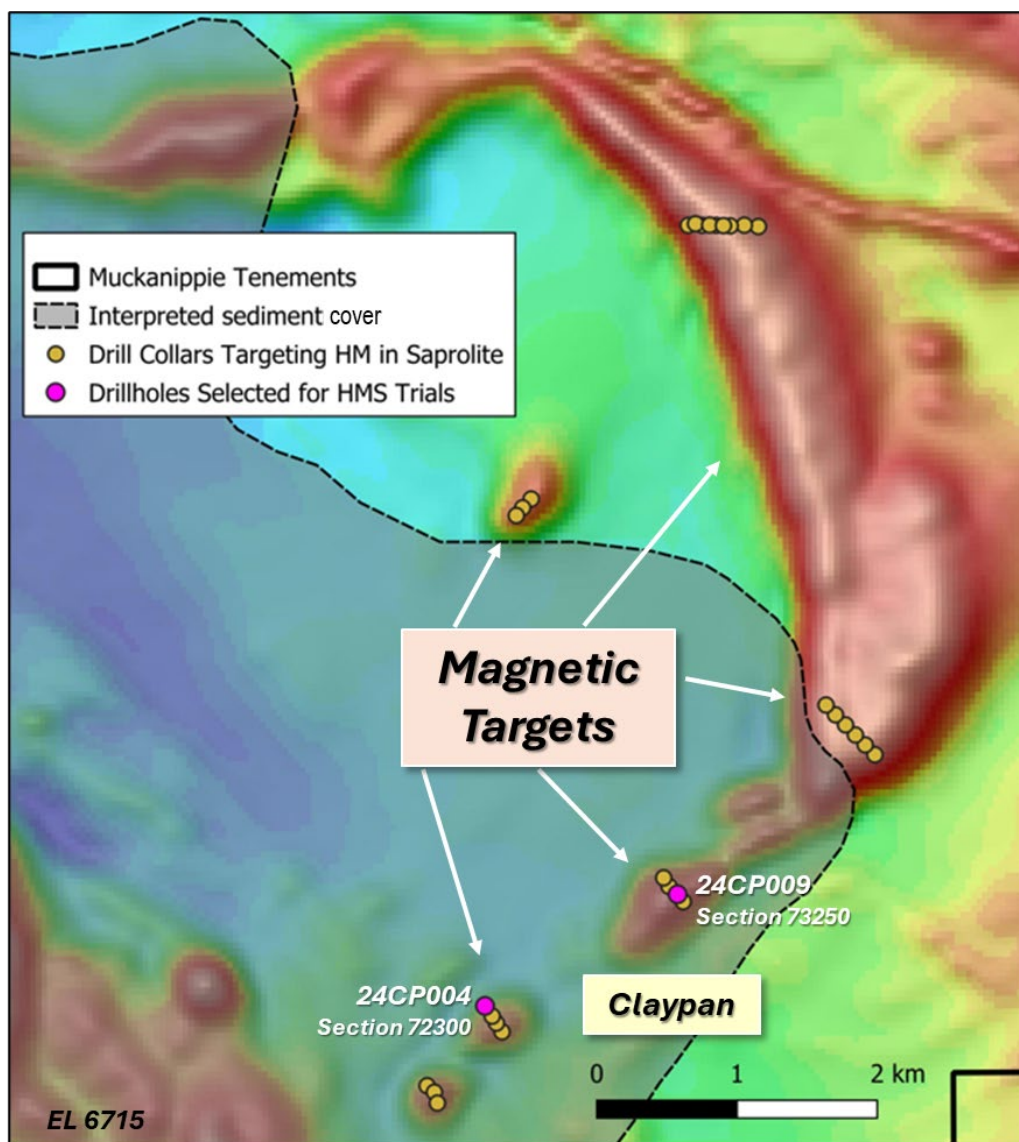 Muckanippie Tenements
Interpreted sediment cover
Drill Collars Targeting HM in Saprolite
Drillholes Selected for HMS Trials
Magnetic
Targets
24CP009
Section 73250
24CP004
Section 72300
Claypan
0 1 2 km
EL 6715